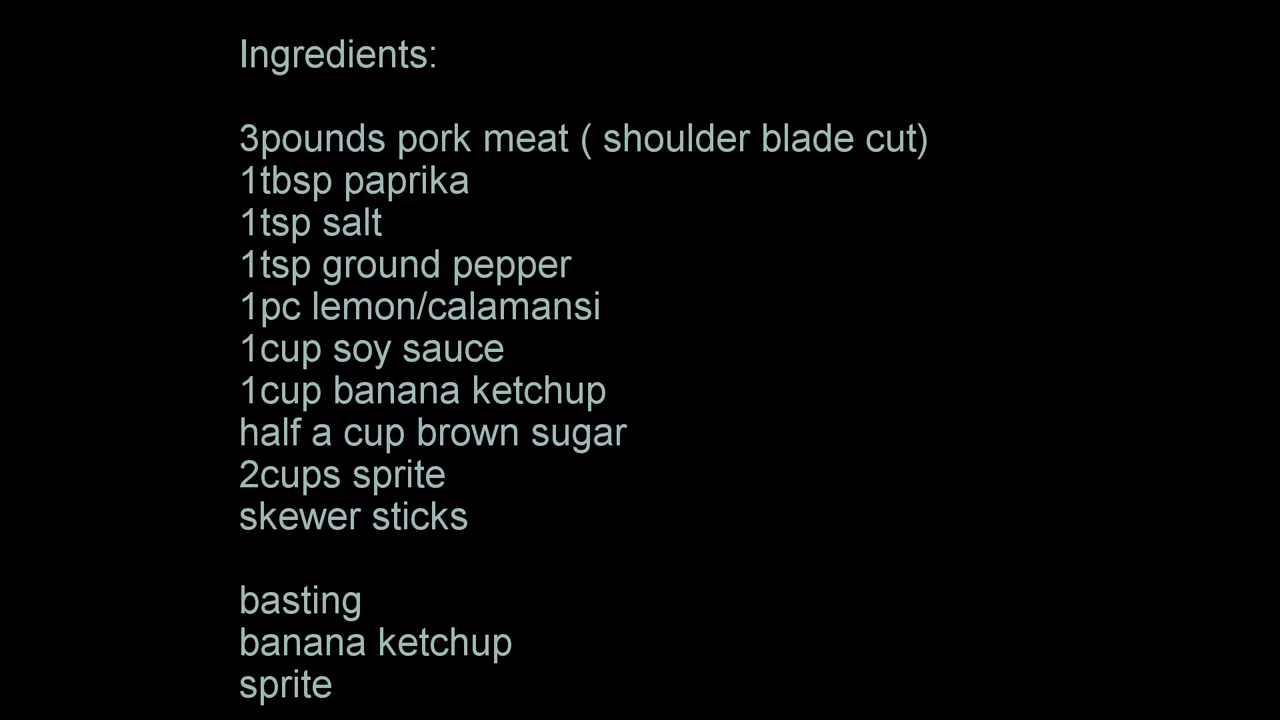 Ingredients:
3pounds pork meat ( shoulder blade cut)
1tbsp paprika
1tsp salt
1tsp ground pepper
1pc lemon/calamansi
1cup soy sauce
1cup banana ketchup
half a cup brown sugar
2cups sprite
skewer sticks
basting
banana ketchup
sprite